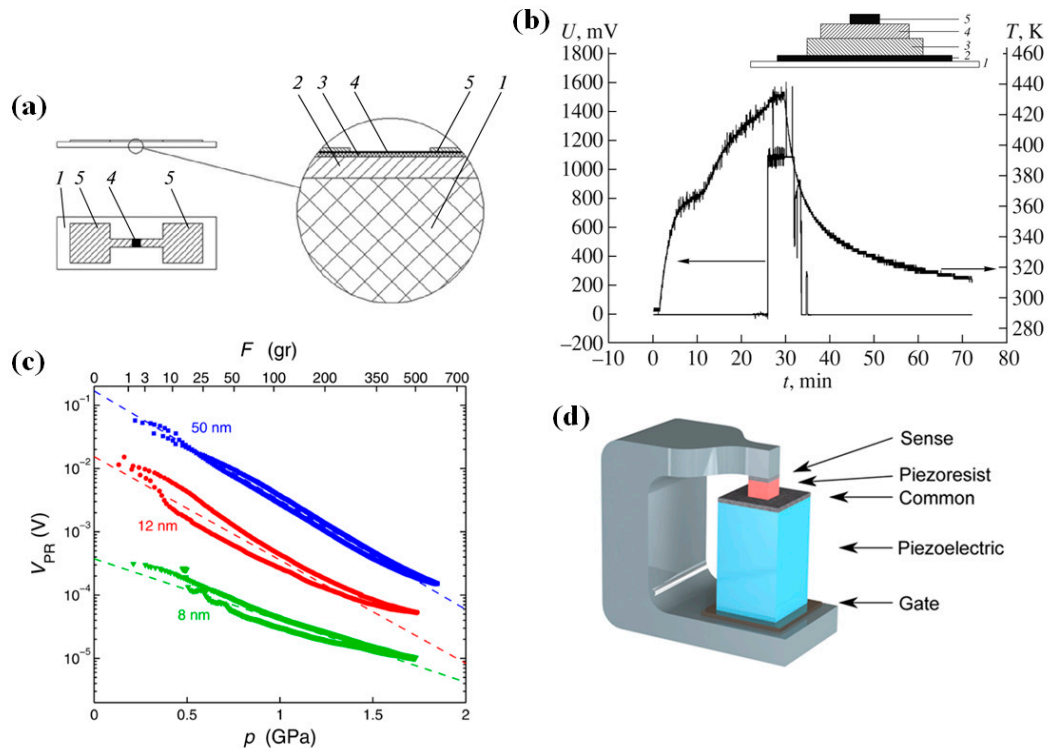 (a)
2 3 4 5 1
1 5 4 5
(b)
U, mV
T, K
5
4
3
2
1
1800
1600
1400
1200
1000
800
600
400
200
0
−200
460
440
420
400
380
360
340
320
300
280
−10 0 10 20 30 40 50 60 70 80
t, min
(c)
F (gr)
0 1 3 10 25 50 100 200 350 500 700
V_PR (V)
10⁻¹
10⁻²
10⁻³
10⁻⁴
10⁻⁵
50 nm
12 nm
8 nm
0 0.5 1 1.5 2
p (GPa)
(d)
Sense
Piezoresist
Common
Piezoelectric
Gate